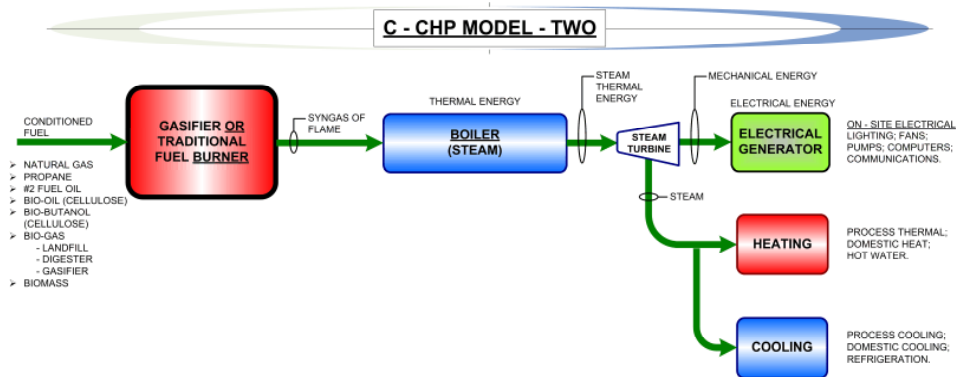 C - CHP MODEL - TWO
CONDITIONED
FUEL
➢ NATURAL GAS
➢ PROPANE
➢ #2 FUEL OIL
➢ BIO-OIL (CELLULOSE)
➢ BIO-BUTANOL
(CELLULOSE)
➢ BIO-GAS
- LANDFILL
- DIGESTER
- GASIFIER
➢ BIOMASS
GASIFIER OR
TRADITIONAL
FUEL BURNER
SYNGAS OF
FLAME
THERMAL ENERGY
BOILER
(STEAM)
STEAM
THERMAL
ENERGY
STEAM
TURBINE
MECHANICAL ENERGY
ELECTRICAL ENERGY
ELECTRICAL
GENERATOR
ON - SITE ELECTRICAL
LIGHTING; FANS;
PUMPS; COMPUTERS;
COMMUNICATIONS.
STEAM
HEATING
PROCESS THERMAL;
DOMESTIC HEAT;
HOT WATER.
COOLING
PROCESS COOLING;
DOMESTIC COOLING;
REFRIGERATION.